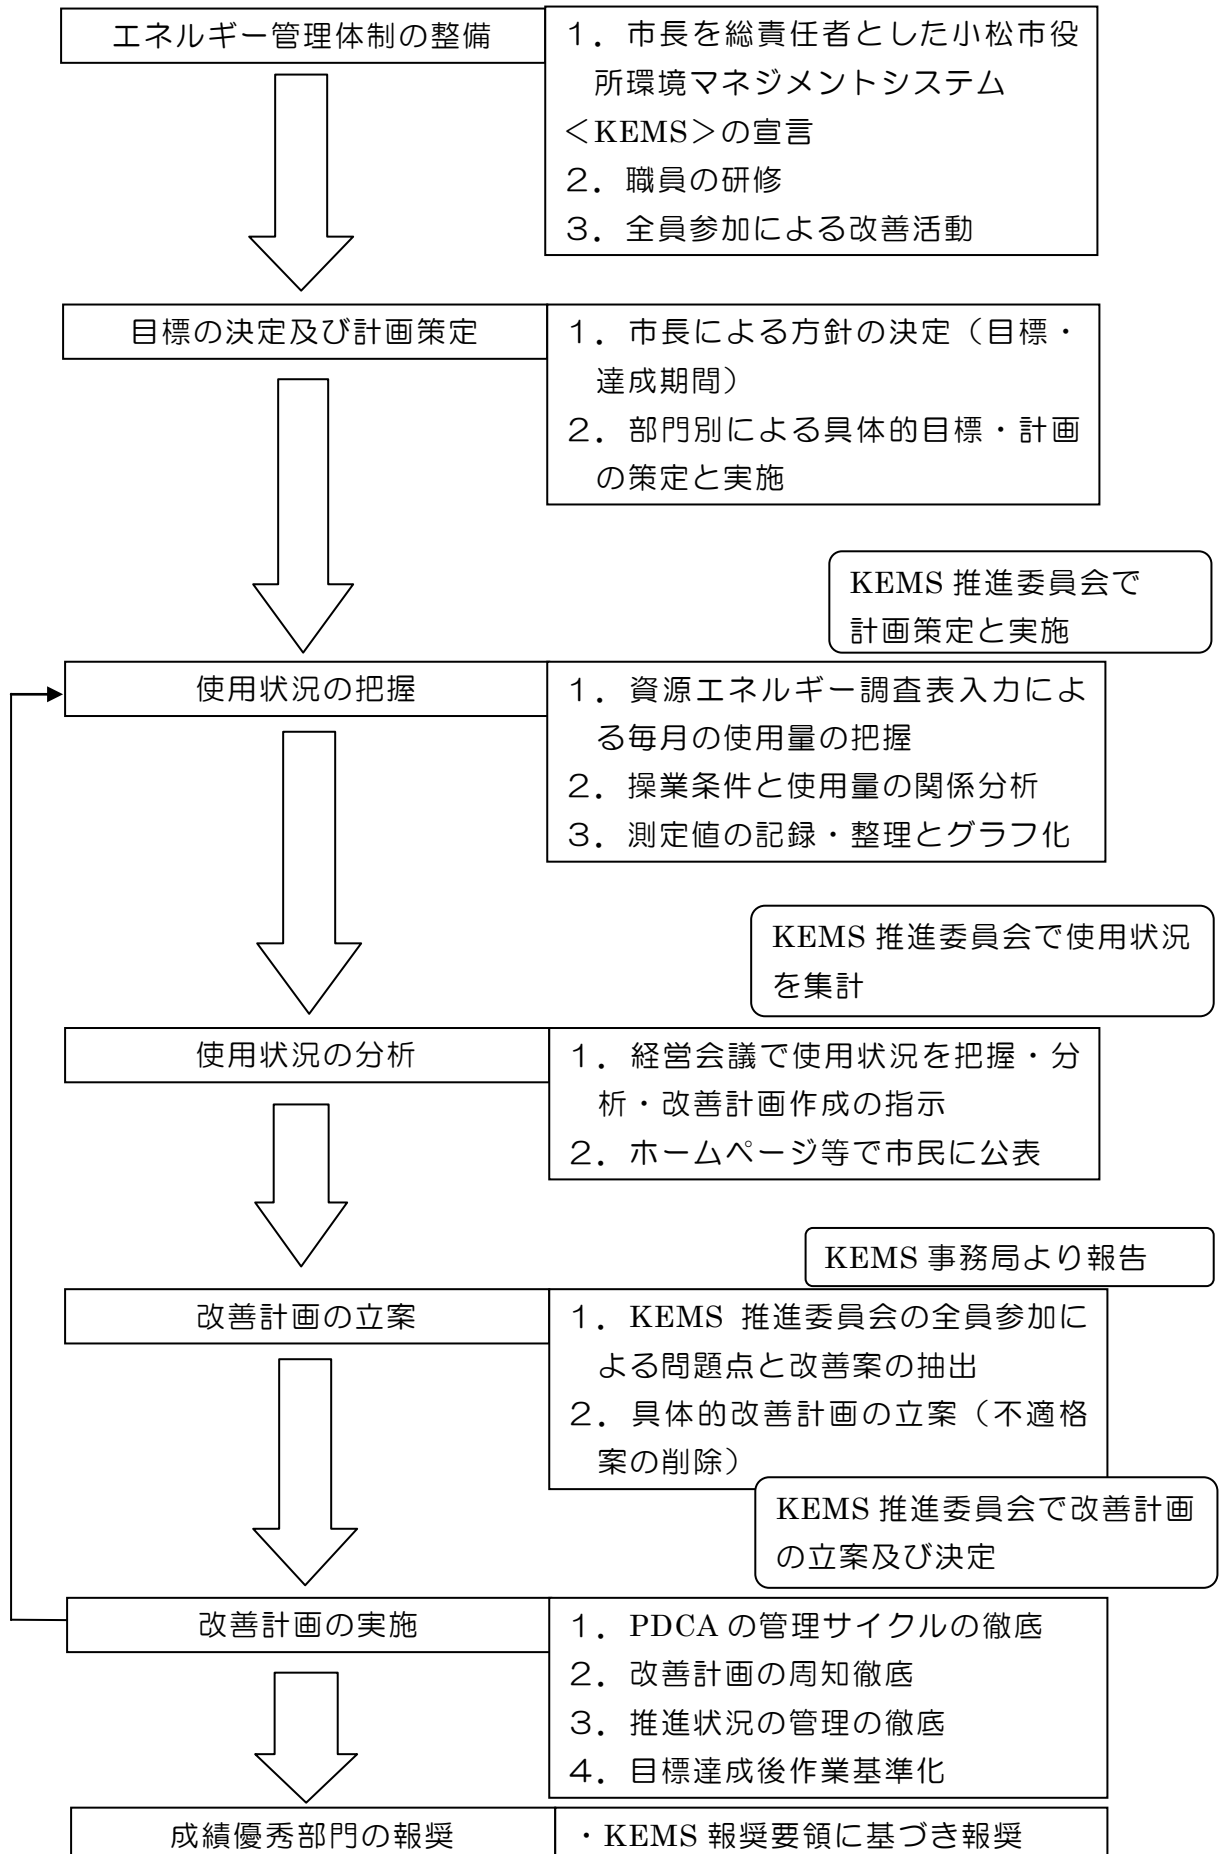 エネルギー管理体制の整備
１．市長を総責任者とした小松市役
所環境マネジメントシステム
＜KEMS＞の宣言
２．職員の研修
３．全員参加による改善活動
目標の決定及び計画策定
１．市長による方針の決定（目標・
達成期間）
２．部門別による具体的目標・計画
の策定と実施
KEMS 推進委員会で
計画策定と実施
使用状況の把握
１．資源エネルギー調査表入力によ
る毎月の使用量の把握
２．操業条件と使用量の関係分析
３．測定値の記録・整理とグラフ化
KEMS 推進委員会で使用状況
を集計
使用状況の分析
１．経営会議で使用状況を把握・分
析・改善計画作成の指示
２．ホームページ等で市民に公表
KEMS 事務局より報告
改善計画の立案
１．KEMS 推進委員会の全員参加に
よる問題点と改善案の抽出
２．具体的改善計画の立案（不適格
案の削除）
KEMS 推進委員会で改善計画
の立案及び決定
改善計画の実施
１．PDCA の管理サイクルの徹底
２．改善計画の周知徹底
３．推進状況の管理の徹底
４．目標達成後作業基準化
成績優秀部門の報奨
・KEMS 報奨要領に基づき報奨